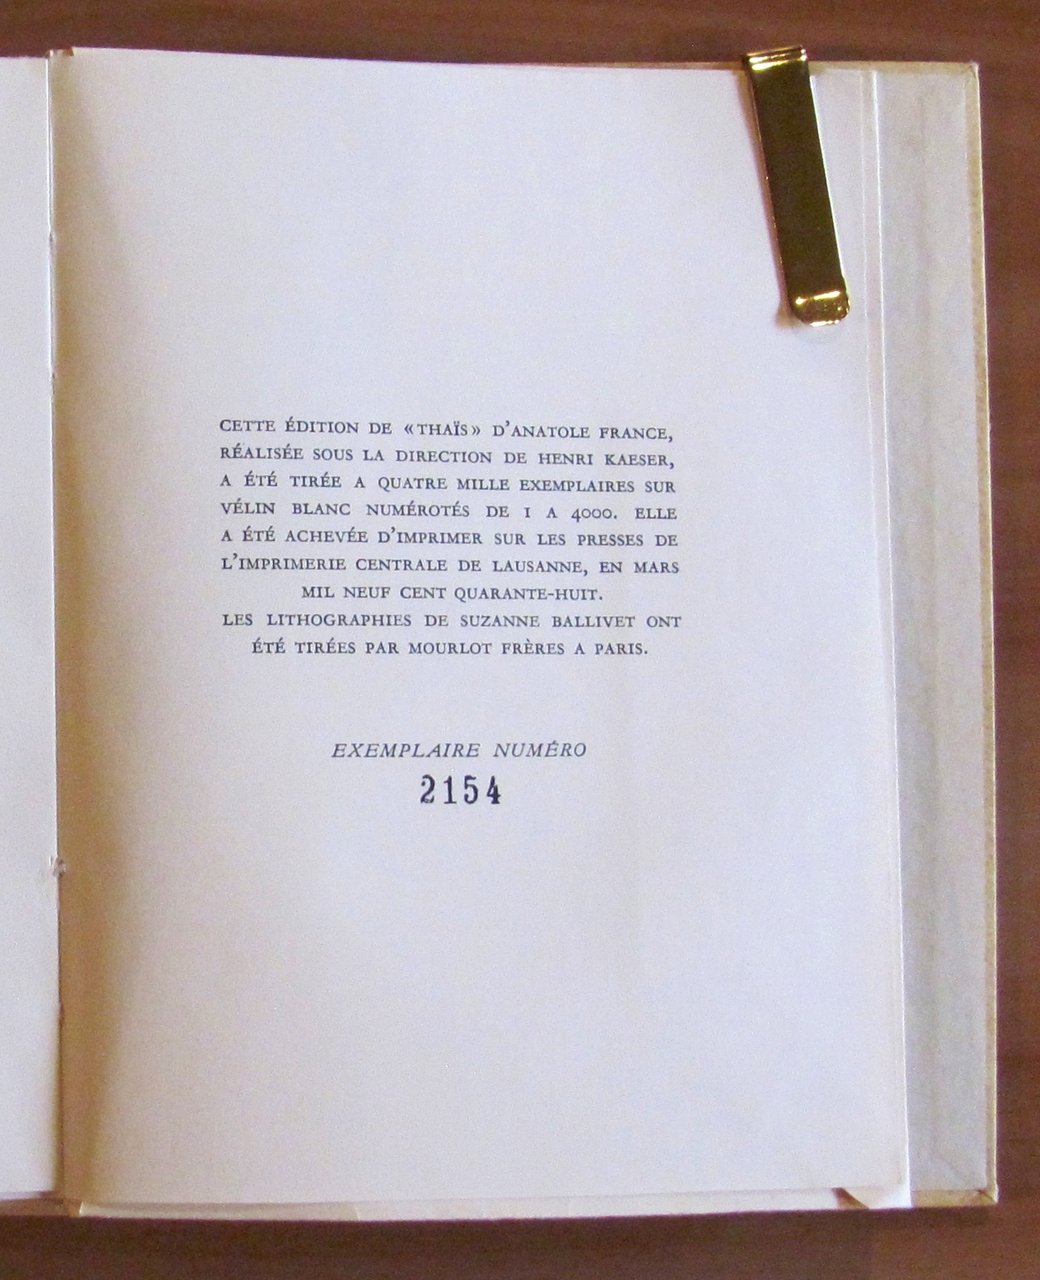 CETTE ÉDITION DE «THAÏS» D'ANATOLE FRANCE,
RÉALISÉE SOUS LA DIRECTION DE HENRI KAESER,
A ÉTÉ TIRÉE A QUATRE MILLE EXEMPLAIRES SUR
VÉLIN BLANC NUMÉROTÉS DE 1 A 4000. ELLE
A ÉTÉ ACHEVÉE D'IMPRIMER SUR LES PRESSES DE
L'IMPRIMERIE CENTRALE DE LAUSANNE, EN MARS
MIL NEUF CENT QUARANTE-HUIT.
LES LITHOGRAPHIES DE SUZANNE BALLIVET ONT
ÉTÉ TIRÉES PAR MOURLOT FRÈRES A PARIS.
EXEMPLAIRE NUMÉRO
2154